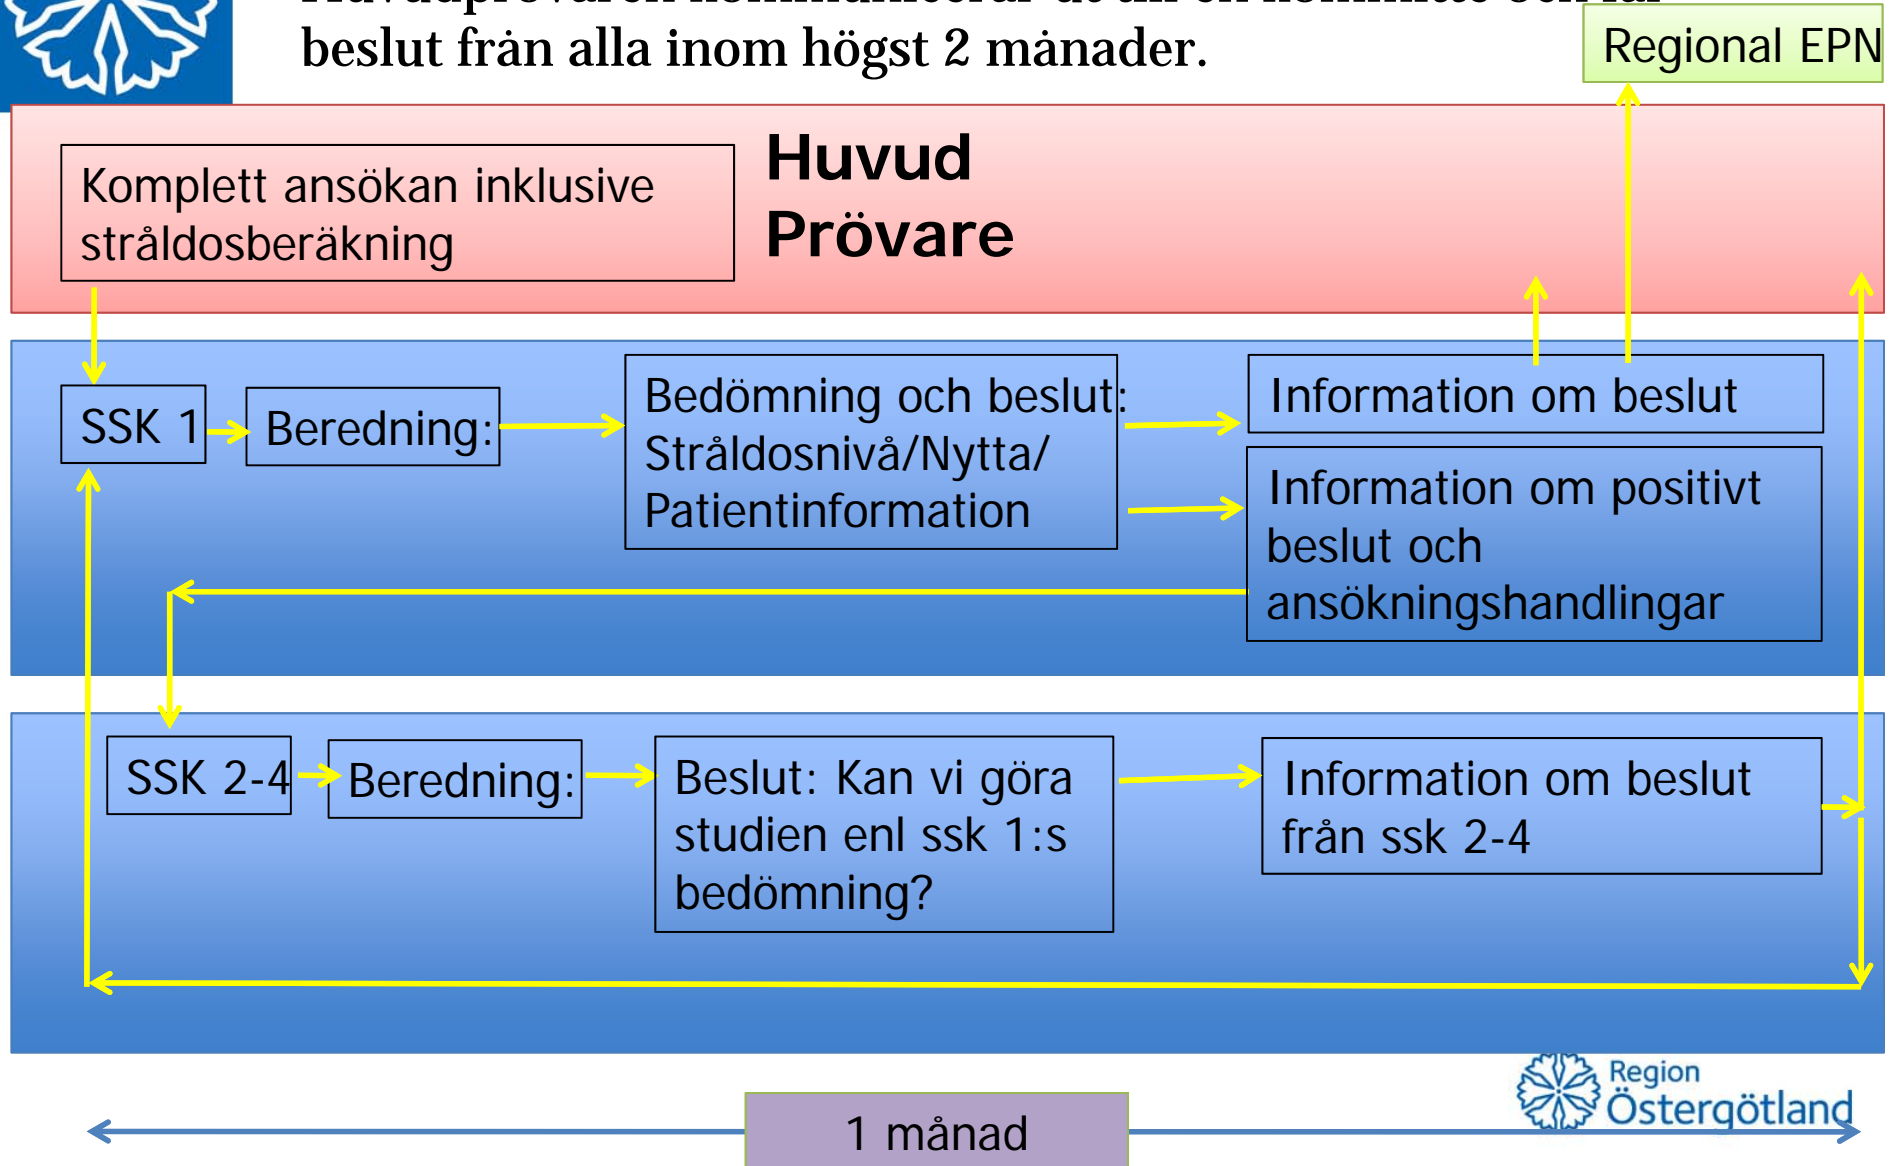 beslut från alla inom högst 2 månader.
Regional EPN
Komplett ansökan inklusive
stråldosberäkning
Huvud
Prövare
SSK 1
Beredning:
Bedömning och beslut:
Stråldosnivå/Nytta/
Patientinformation
Information om beslut
Information om positivt
beslut och
ansökningshandlingar
SSK 2-4
Beredning:
Beslut: Kan vi göra
studien enl ssk 1:s
bedömning?
Information om beslut
från ssk 2-4
Region
Östergötland
1 månad